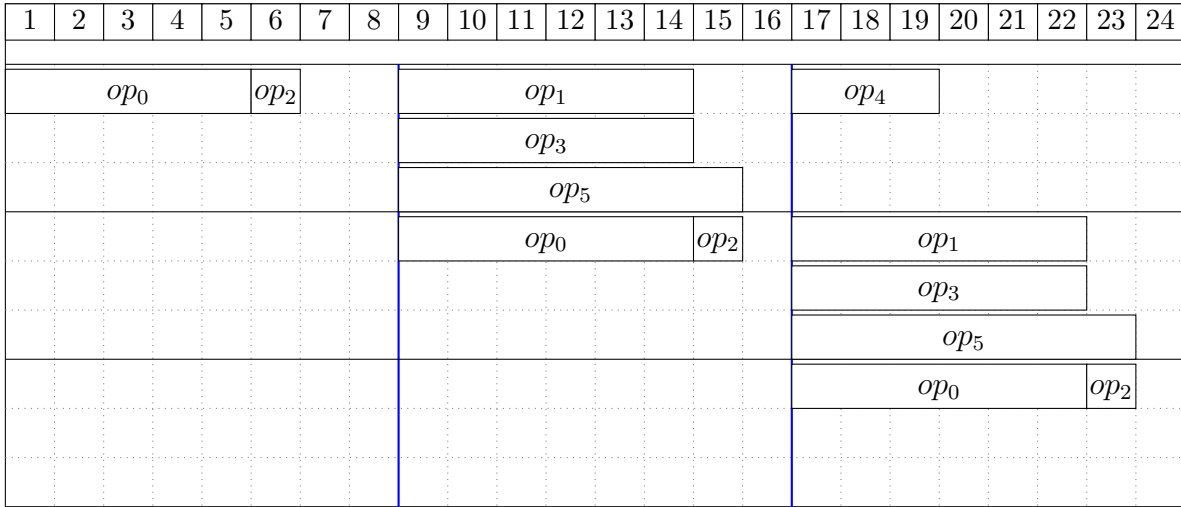 1 2 3 4 5 6 7 8 9 10 11 12 13 14 15 16 17 18 19 20 21 22 23 24
op₀ op₂ op₁ op₄
op₃
op₅
op₀ op₂ op₁
op₃
op₅
op₀ op₂